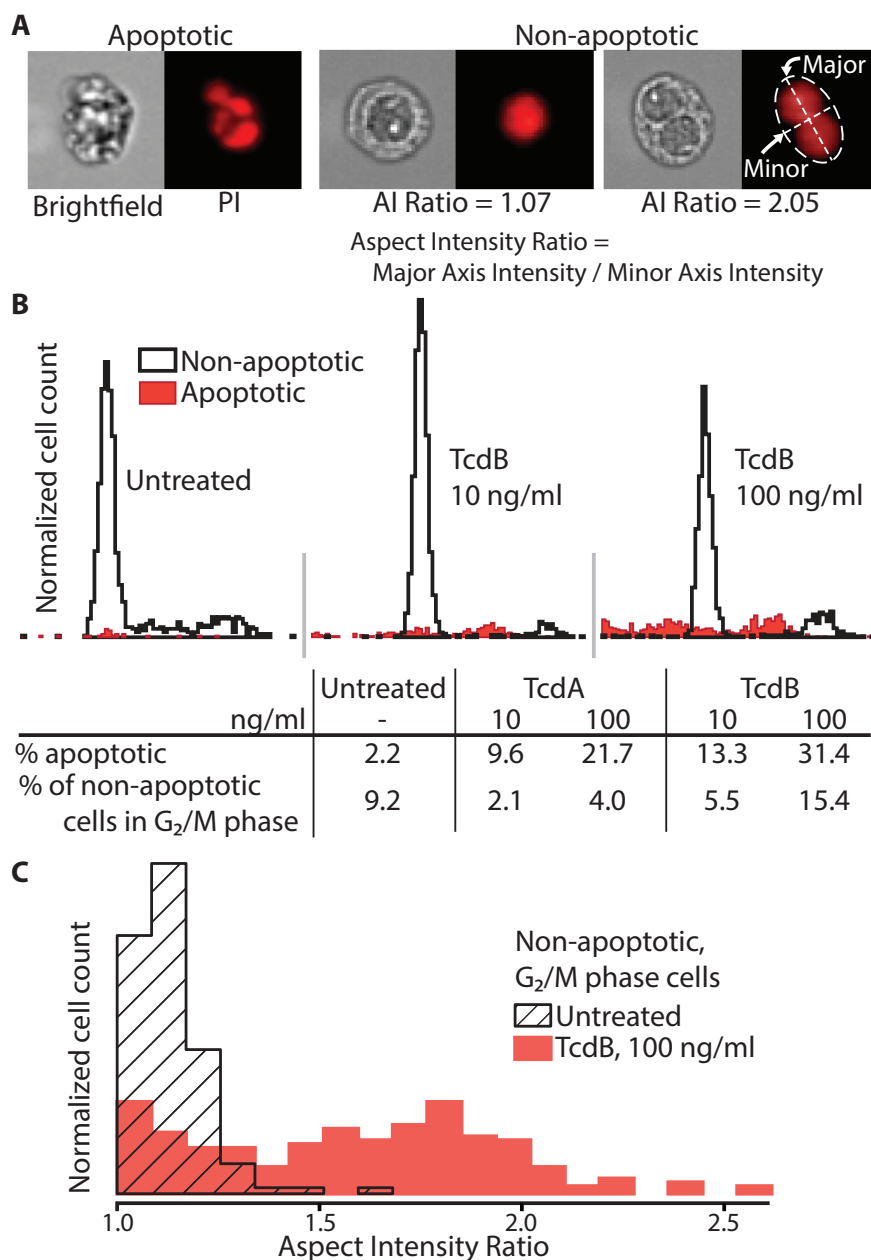 A
Apoptotic
Non-apoptotic
Major
Minor
Brightfield
PI
AI Ratio = 1.07
AI Ratio = 2.05
Aspect Intensity Ratio =
Major Axis Intensity / Minor Axis Intensity
B
Normalized cell count
Non-apoptotic
Apoptotic
Untreated
TcdB
10 ng/ml
TcdB
100 ng/ml
Untreated TcdA TcdB
ng/ml - 10 100 10 100
% apoptotic 2.2 9.6 21.7 13.3 31.4
% of non-apoptotic
cells in G₂/M phase 9.2 2.1 4.0 5.5 15.4
C
Normalized cell count
Non-apoptotic,
G₂/M phase cells
Untreated
TcdB, 100 ng/ml
1.0 1.5 2.0 2.5
Aspect Intensity Ratio